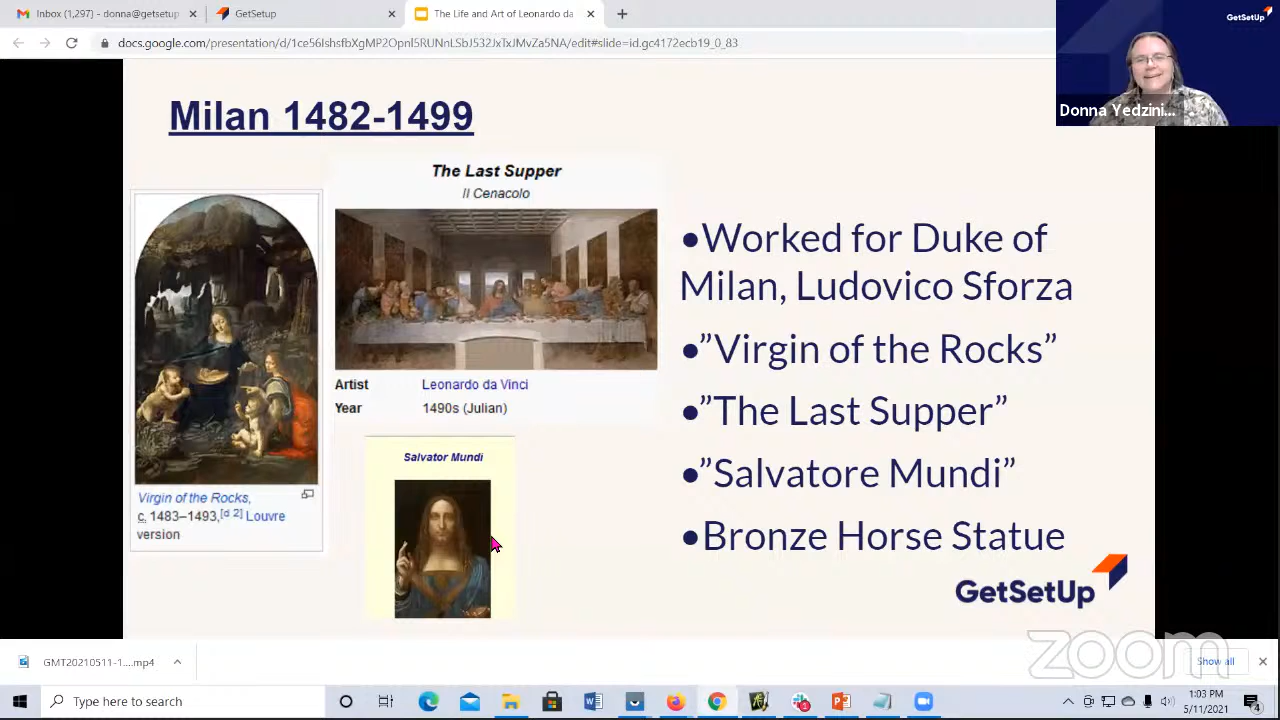 Inbox (1,297) - donna@getsetup
GetSetUp
The Life and Art of Leonardo da
GetSetUp
docs.google.com/presentation/d/1ce56IshsfbXgMP2OpnI5RUNnLSbJ532JxTxJMvZa5NA/edit#slide=id.gc4172ecb19_0_83
Donna Yedzini...
Milan 1482-1499
The Last Supper
Il Cenacolo
Artist Leonardo da Vinci
Year 1490s (Julian)
Virgin of the Rocks,
c. 1483–1493,[d 2] Louvre
version
Salvator Mundi
•Worked for Duke of
Milan, Ludovico Sforza
•”Virgin of the Rocks”
•”The Last Supper”
•”Salvatore Mundi”
•Bronze Horse Statue
GetSetUp
zoom
GMT20210511-1....mp4
Show all
Type here to search
1
1:03 PM
5/11/2021
4